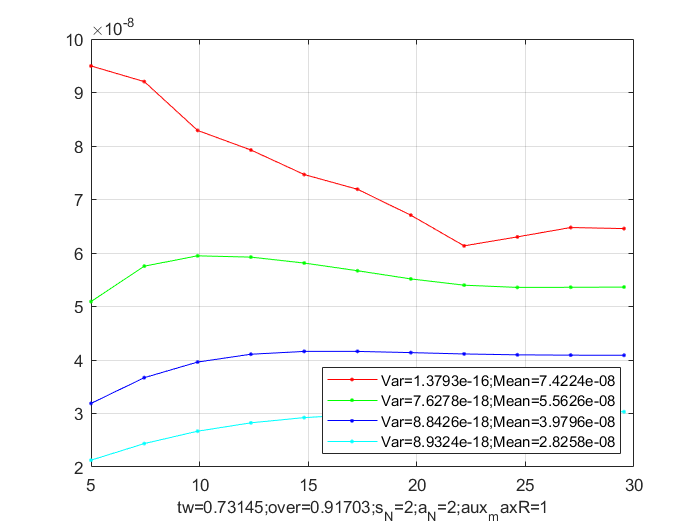 ×10-8
10
9
8
7
6
5
4
3
2
Var=1.3793e-16;Mean=7.4224e-08
Var=7.6278e-18;Mean=5.5626e-08
Var=8.8426e-18;Mean=3.9796e-08
Var=8.9324e-18;Mean=2.8258e-08
5 10 15 20 25 30
tw=0.73145;over=0.91703;sN=2;aN=2;auxmaxR=1